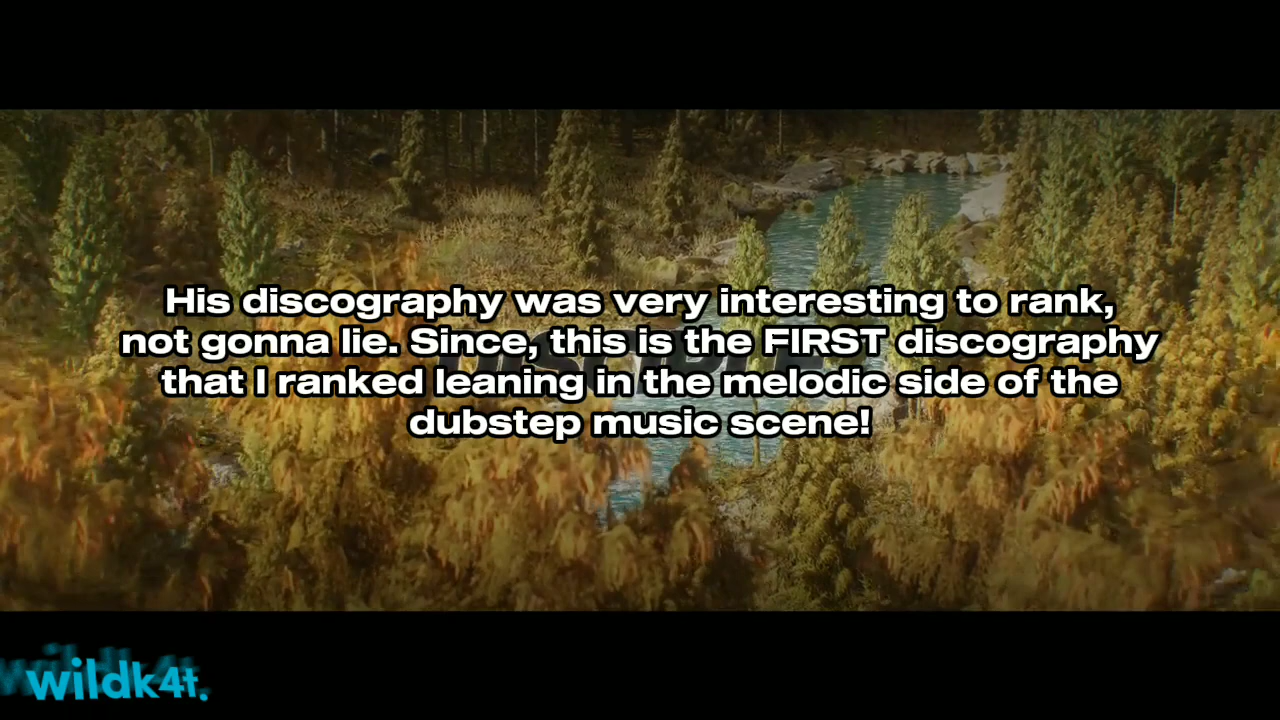 His discography was very interesting to rank,
not gonna lie. Since, this is the FIRST discography
that I ranked leaning in the melodic side of the
dubstep music scene!
wildk4t.